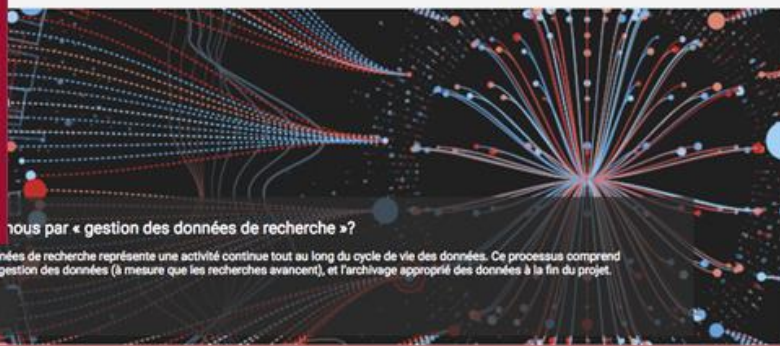 nous par « gestion des données de recherche »?
nées de recherche représente une activité continue tout au long du cycle de vie des données. Ce processus comprend
gestion des données (à mesure que les recherches avancent), et l'archivage approprié des données à la fin du projet.